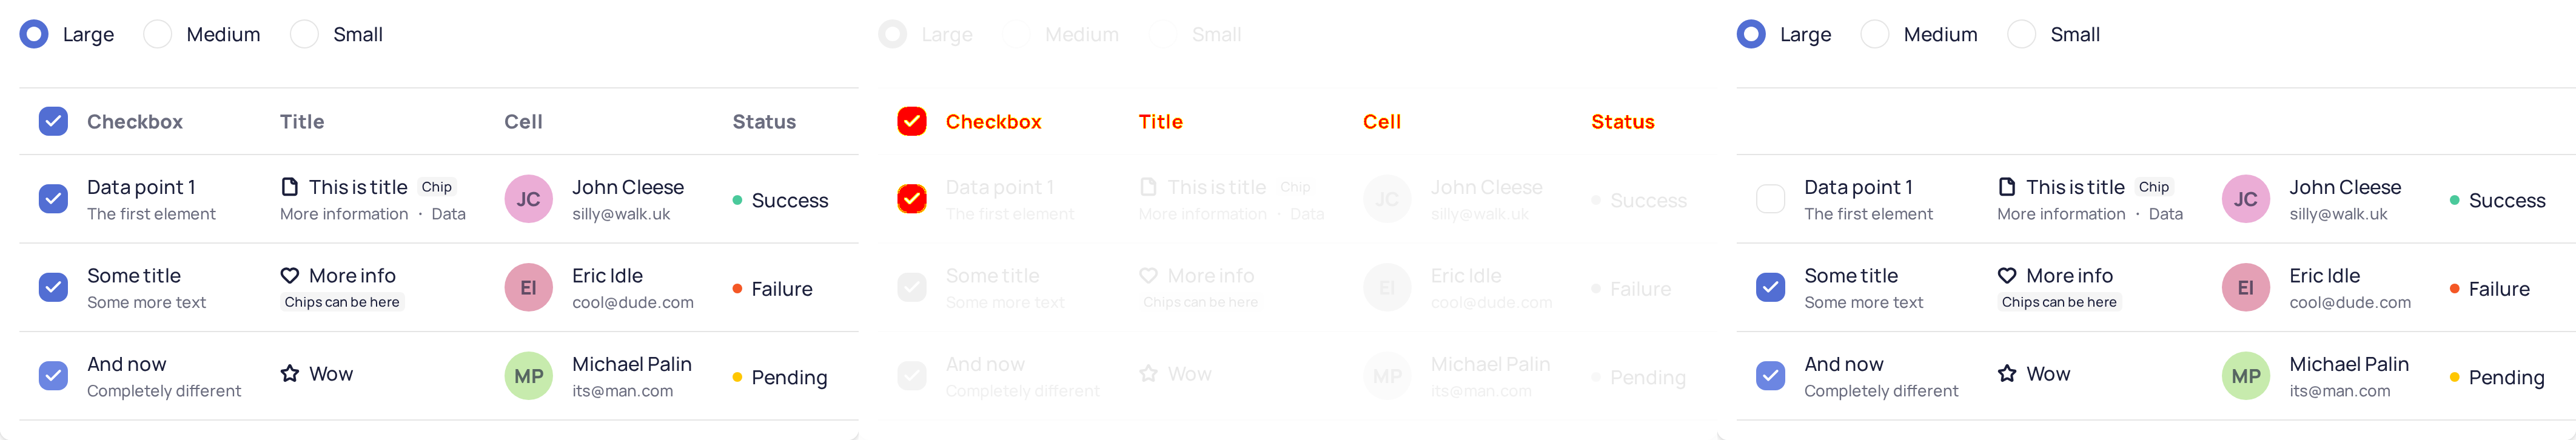 Large Medium Small
Checkbox Title Cell Status
Data point 1 This is title Chip John Cleese Success
The first element More information · Data silly@walk.uk
JC
Some title More info Eric Idle Failure
Some more text Chips can be here cool@dude.com
EI
And now Wow Michael Palin Pending
Completely different its@man.com
MP
Large Medium Small
Checkbox Title Cell Status
Data point 1 This is title Chip John Cleese Success
The first element More information · Data silly@walk.uk
JC
Some title More info Eric Idle Failure
Some more text Chips can be here cool@dude.com
EI
And now Wow Michael Palin Pending
Completely different its@man.com
MP
Large Medium Small
Data point 1 This is title Chip John Cleese Success
The first element More information · Data silly@walk.uk
JC
Some title More info Eric Idle Failure
Some more text Chips can be here cool@dude.com
EI
And now Wow Michael Palin Pending
Completely different its@man.com
MP